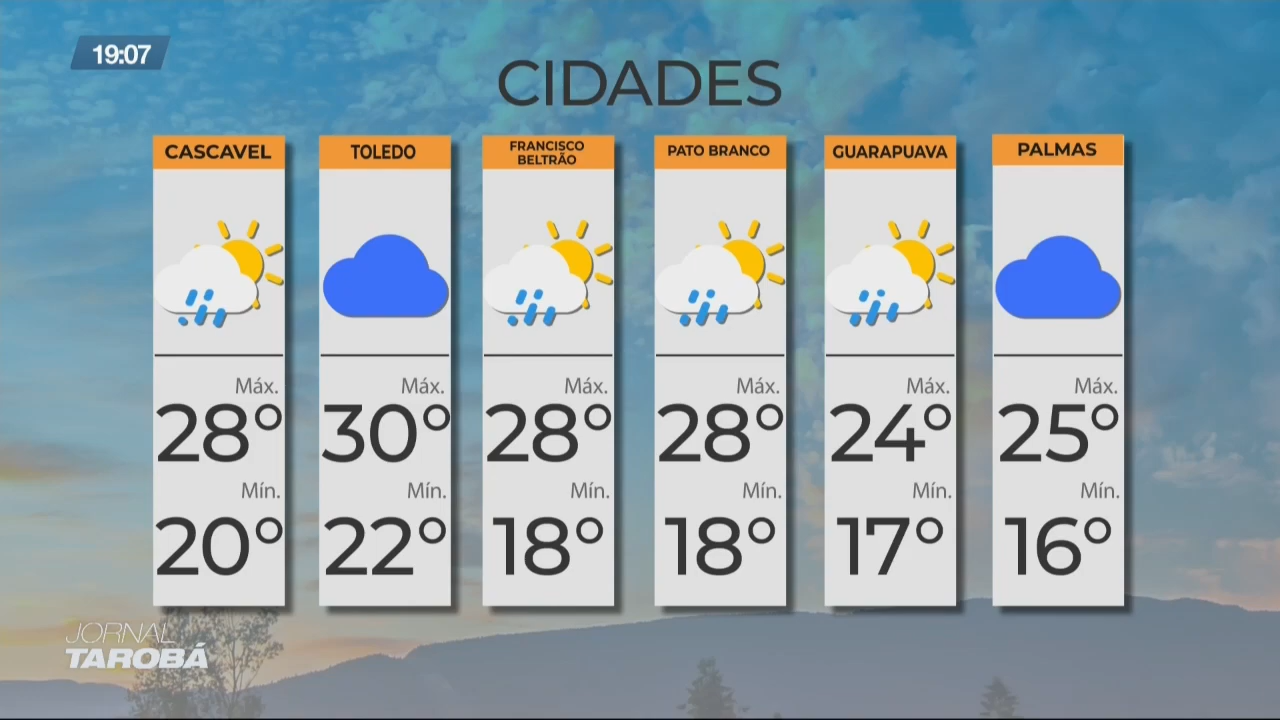 19:07
CIDADES
CASCAVEL
Máx.
28°
Mín.
20°
TOLEDO
Máx.
30°
Mín.
22°
FRANCISCO
BELTRÃO
Máx.
28°
Mín.
18°
PATO BRANCO
Máx.
28°
Mín.
18°
GUARAPUAVA
Máx.
24°
Mín.
17°
PALMAS
Máx.
25°
Mín.
16°
JORNAL
TAROBÁ